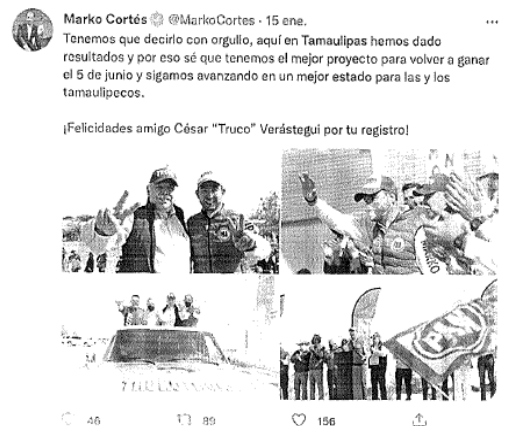 Marko Cortés @MarkoCortes · 15 ene.
Tenemos que decirlo con orgullo, aquí en Tamaulipas hemos dado
resultados y por eso sé que tenemos el mejor proyecto para volver a ganar
el 5 de junio y sigamos avanzando en un mejor estado para las y los
tamaulipecos.
¡Felicidades amigo César "Truco" Verástegui por tu registro!
MARKO
PAN
46 89 156